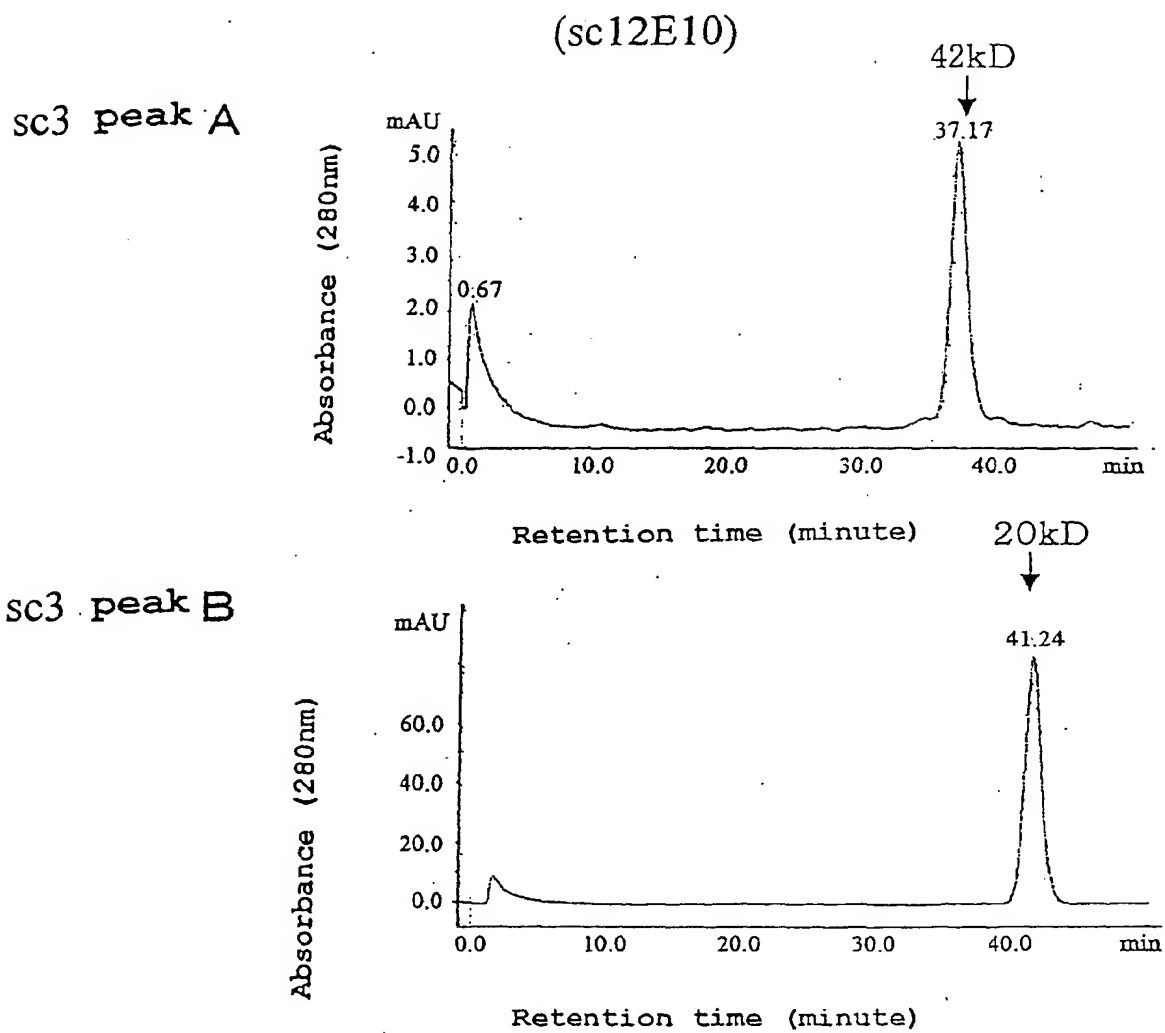 (sc12E10)
sc3 peak A
42kD
mAU
37.17
5.0
4.0
3.0
2.0
1.0
0.0
-1.0
0.67
Absorbance (280nm)
0.0 10.0 20.0 30.0 40.0 min
Retention time (minute)
sc3 peak B
20kD
mAU
41.24
60.0
40.0
20.0
0.0
Absorbance (280nm)
0.0 10.0 20.0 30.0 40.0 min
Retention time (minute)